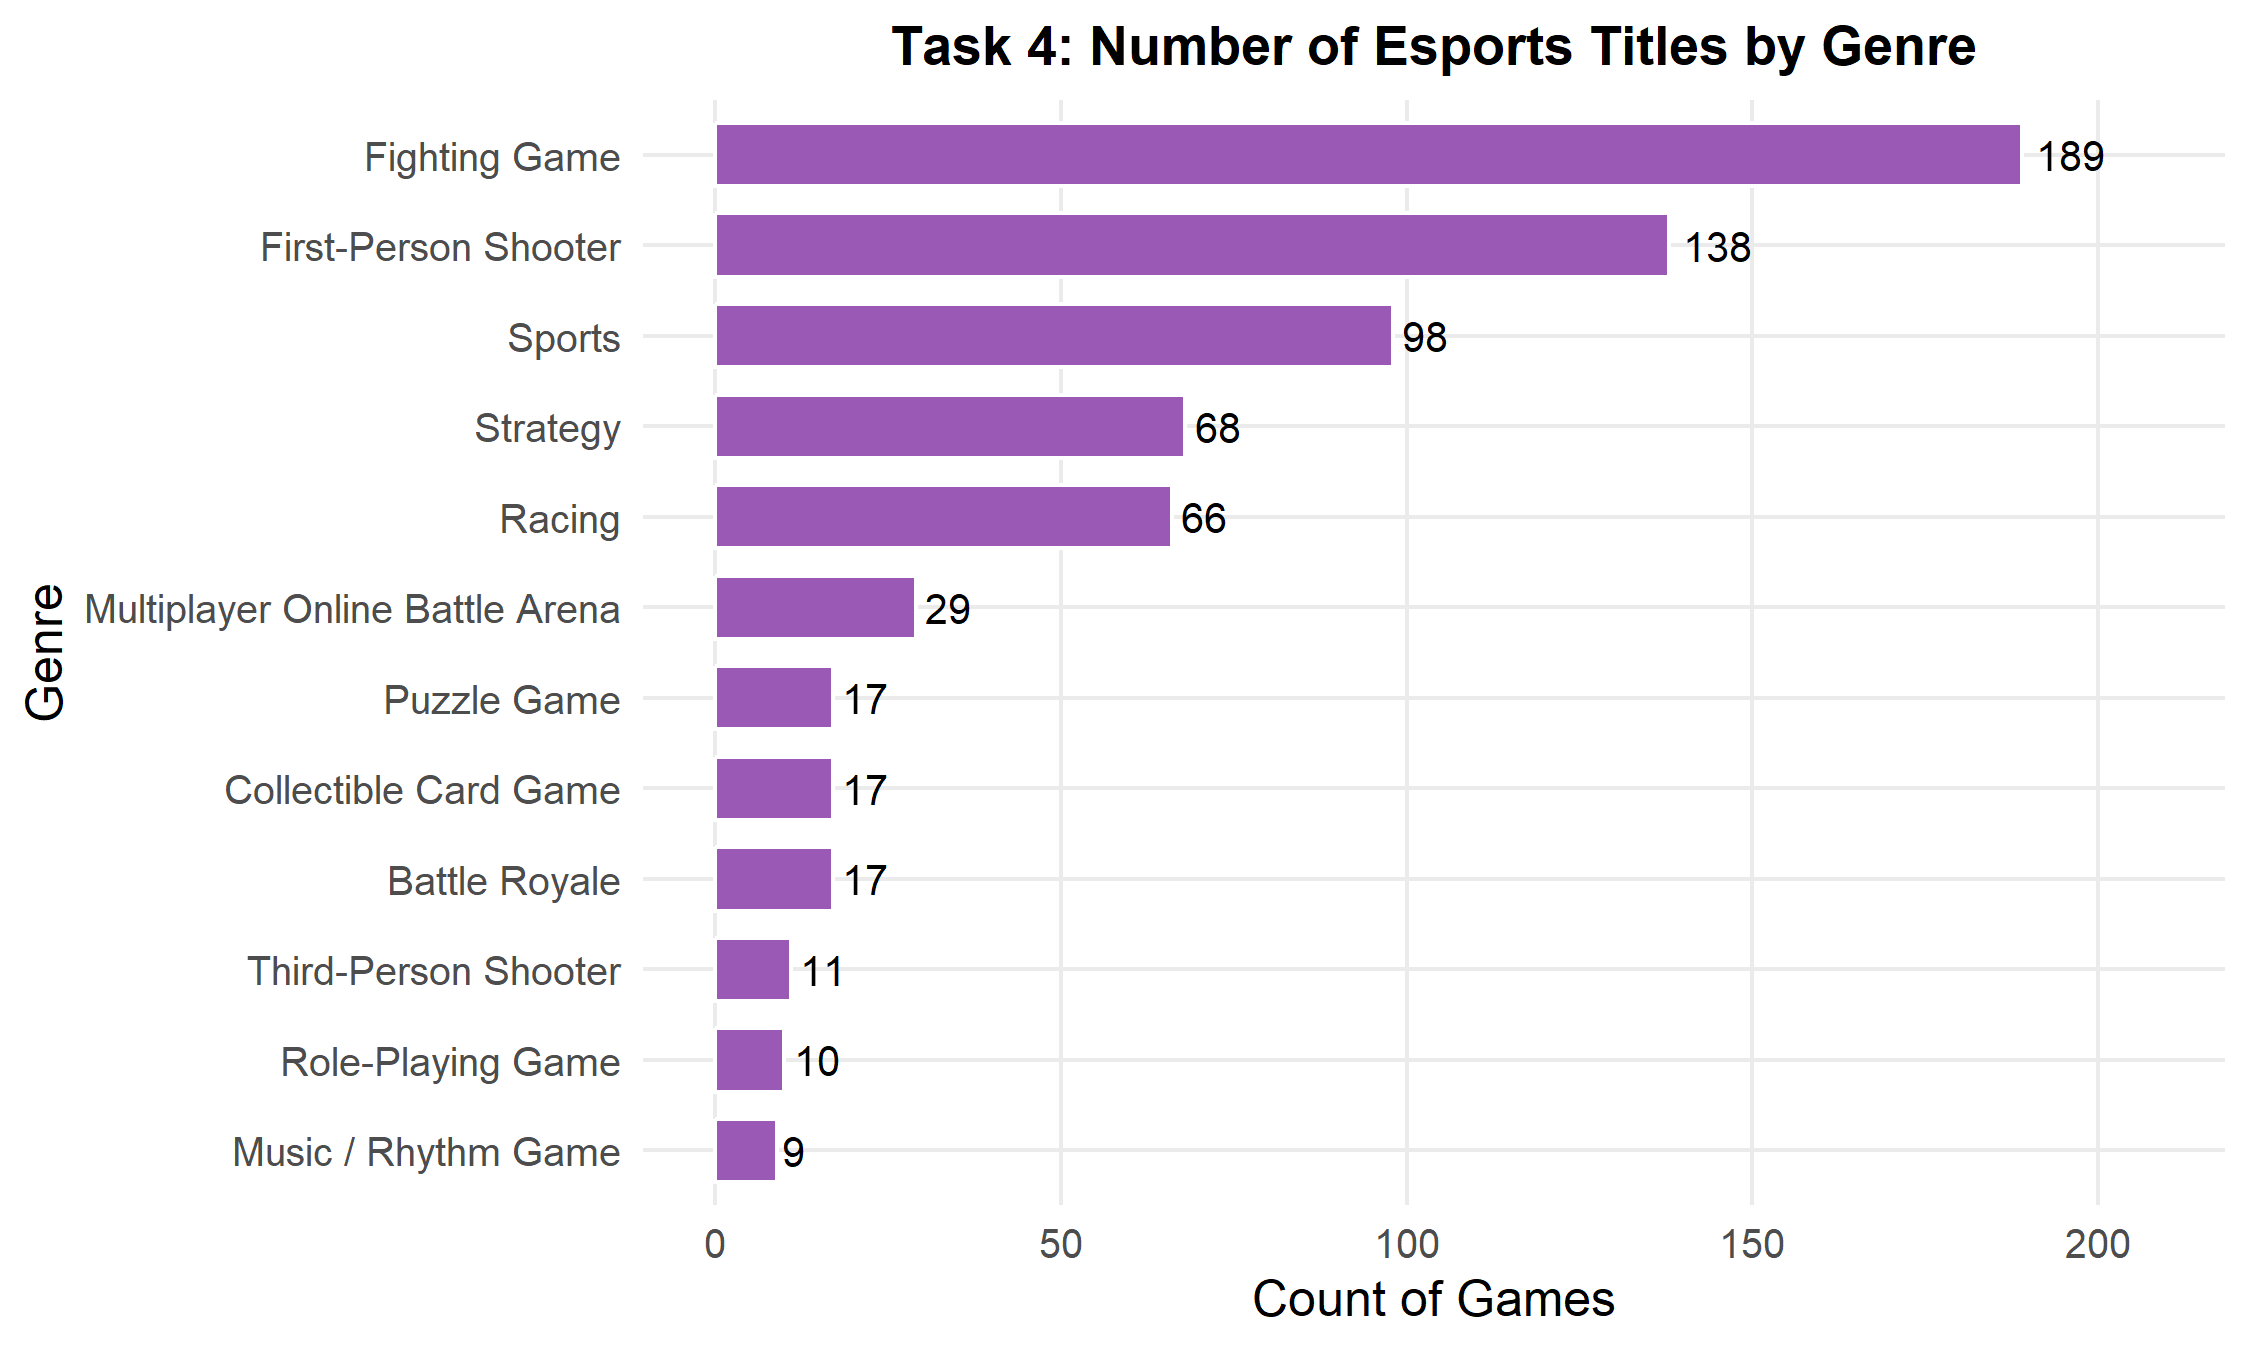 Task 4: Number of Esports Titles by Genre
Genre
Fighting Game 189
First-Person Shooter 138
Sports 98
Strategy 68
Racing 66
Multiplayer Online Battle Arena 29
Puzzle Game 17
Collectible Card Game 17
Battle Royale 17
Third-Person Shooter 11
Role-Playing Game 10
Music / Rhythm Game 9
0 50 100 150 200
Count of Games